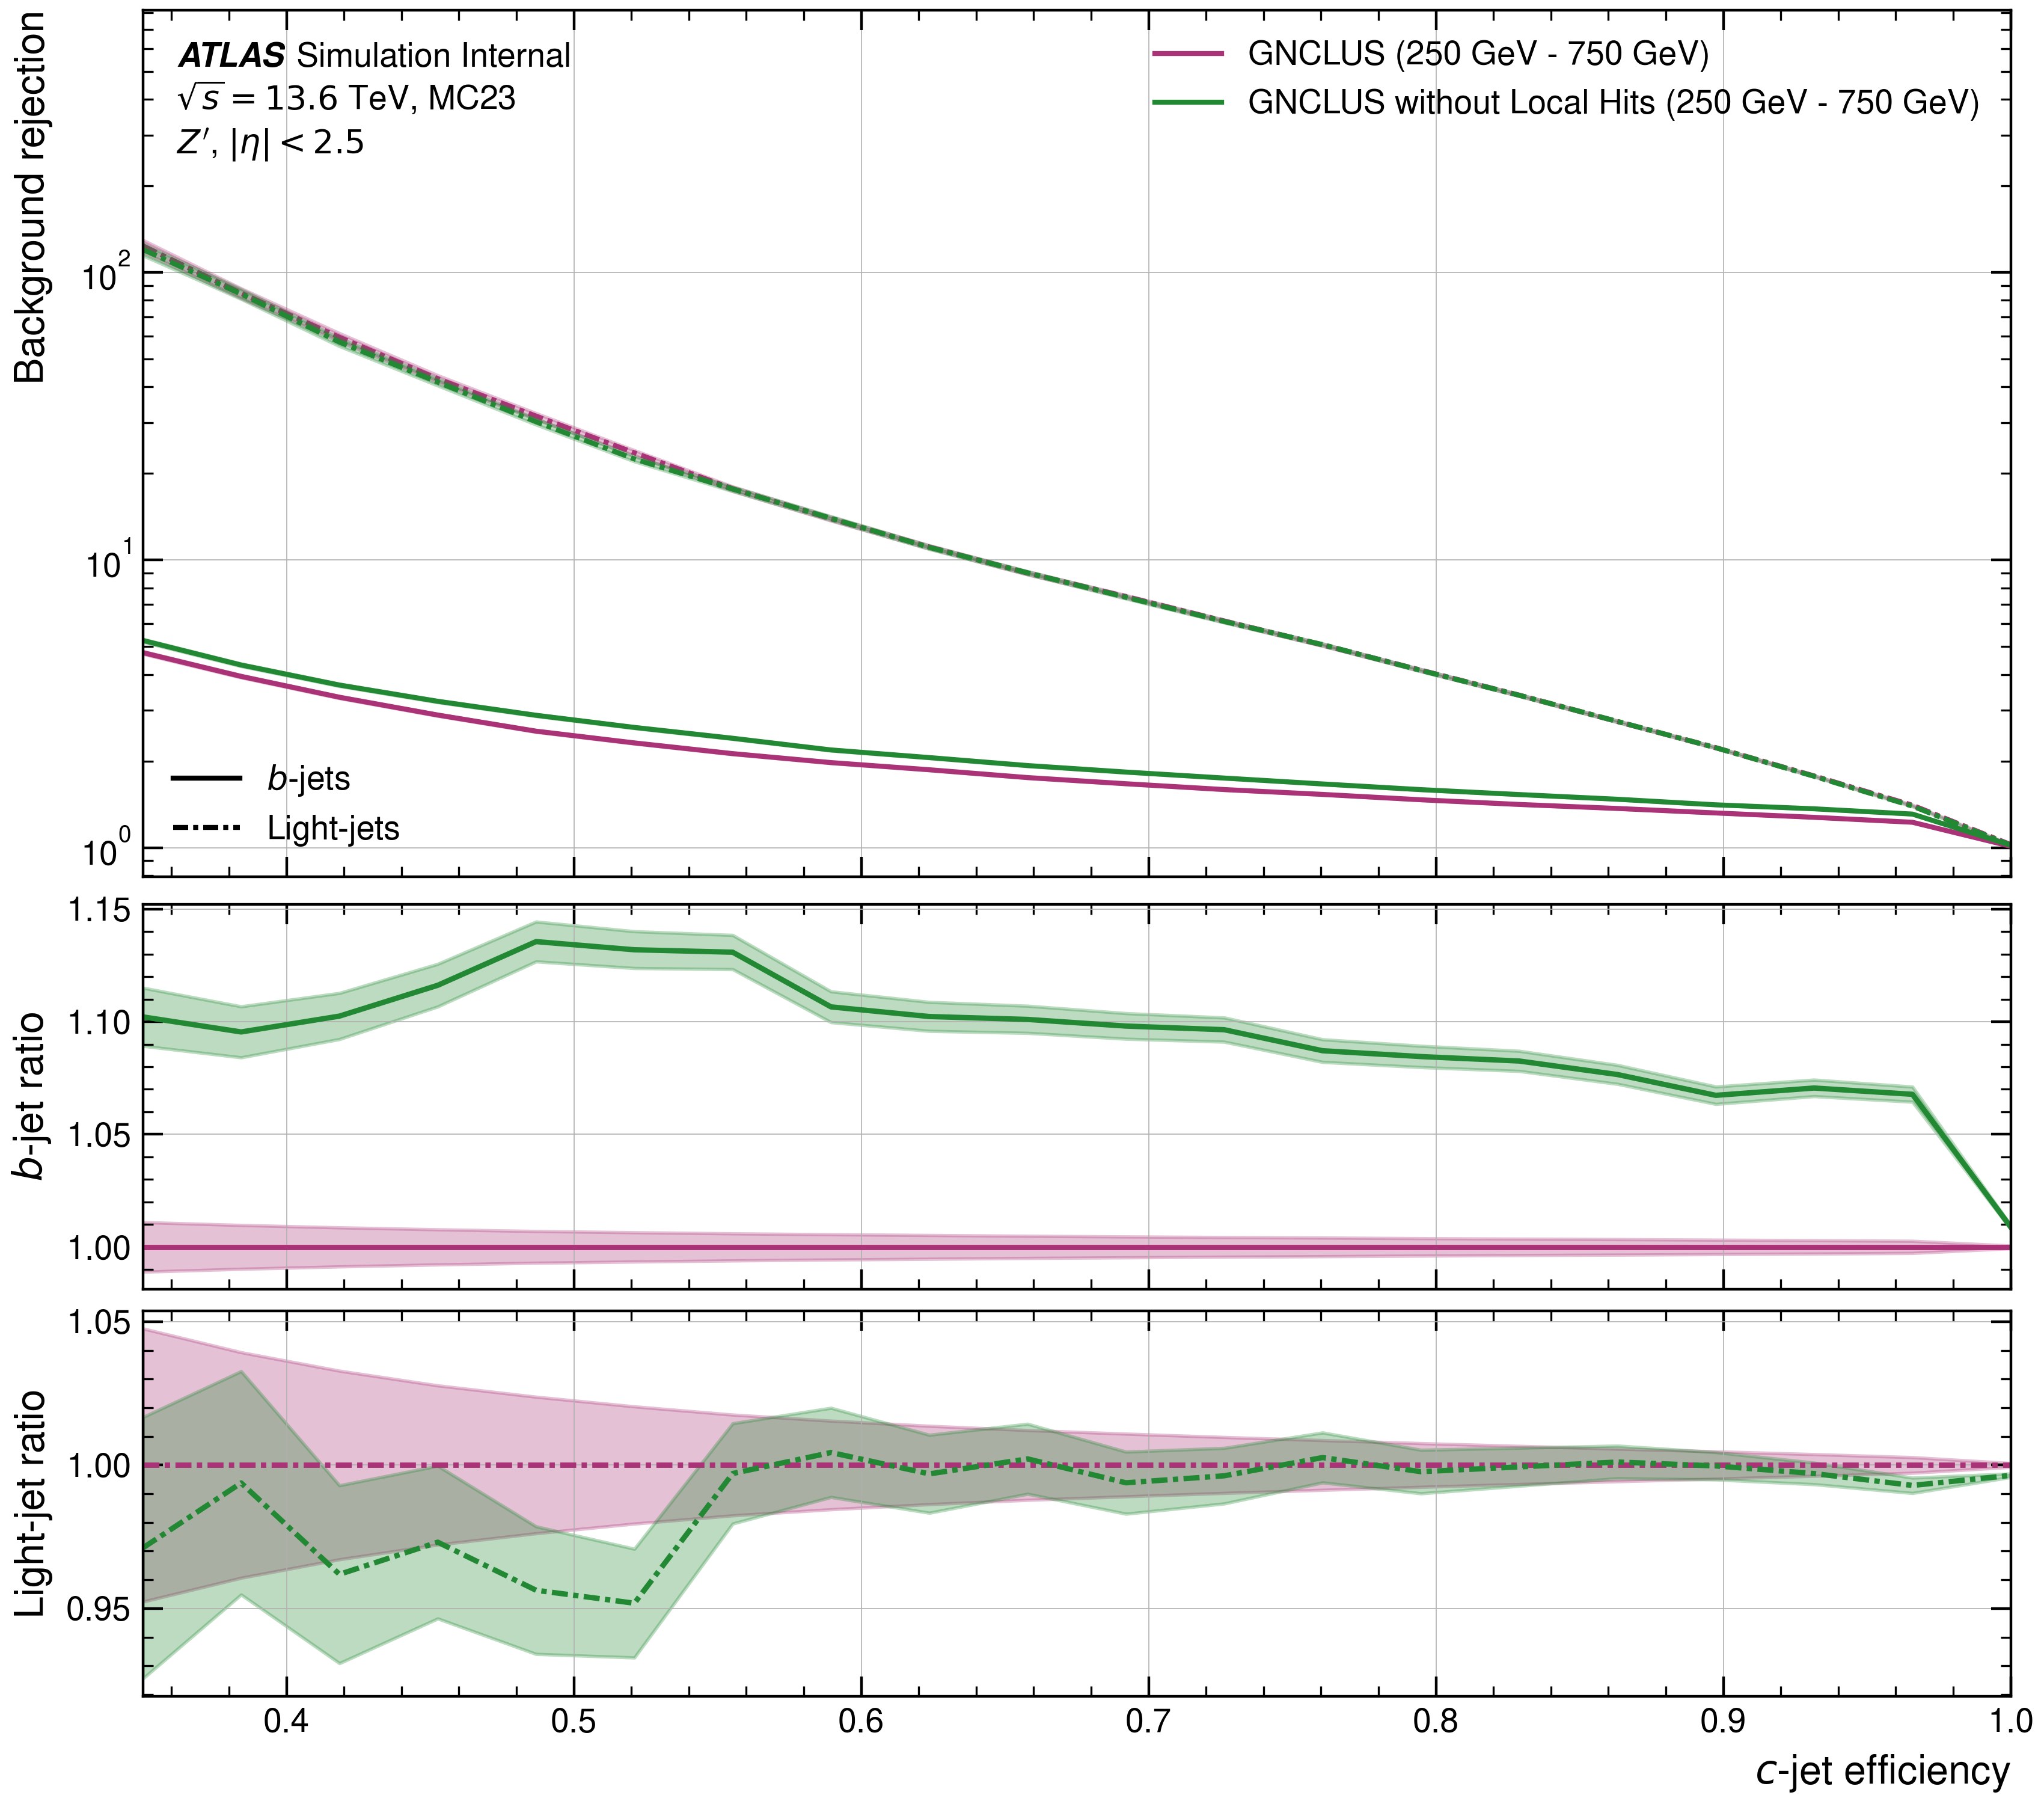 Background rejection
ATLAS Simulation Internal
√s = 13.6 TeV, MC23
Z′, |η| < 2.5
GNCLUS (250 GeV - 750 GeV)
GNCLUS without Local Hits (250 GeV - 750 GeV)
10²
10¹
10⁰
b-jets
Light-jets
b-jet ratio
1.15
1.10
1.05
1.00
Light-jet ratio
1.05
1.00
0.95
0.4 0.5 0.6 0.7 0.8 0.9 1.0
c-jet efficiency